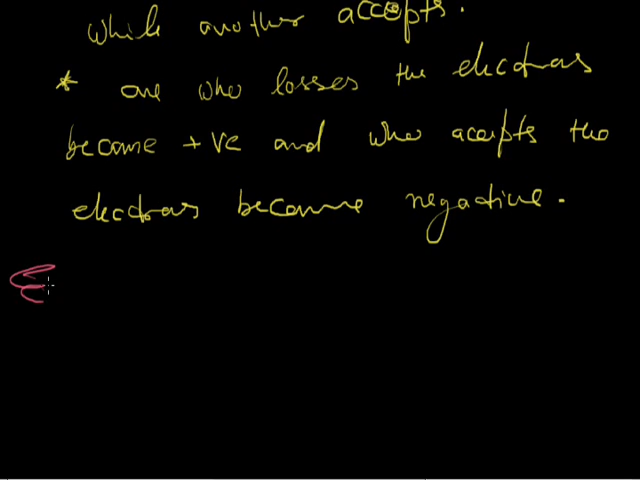 while another accepts.
* one who losses the electrons
become +ve and who accepts the
electrons become negative.